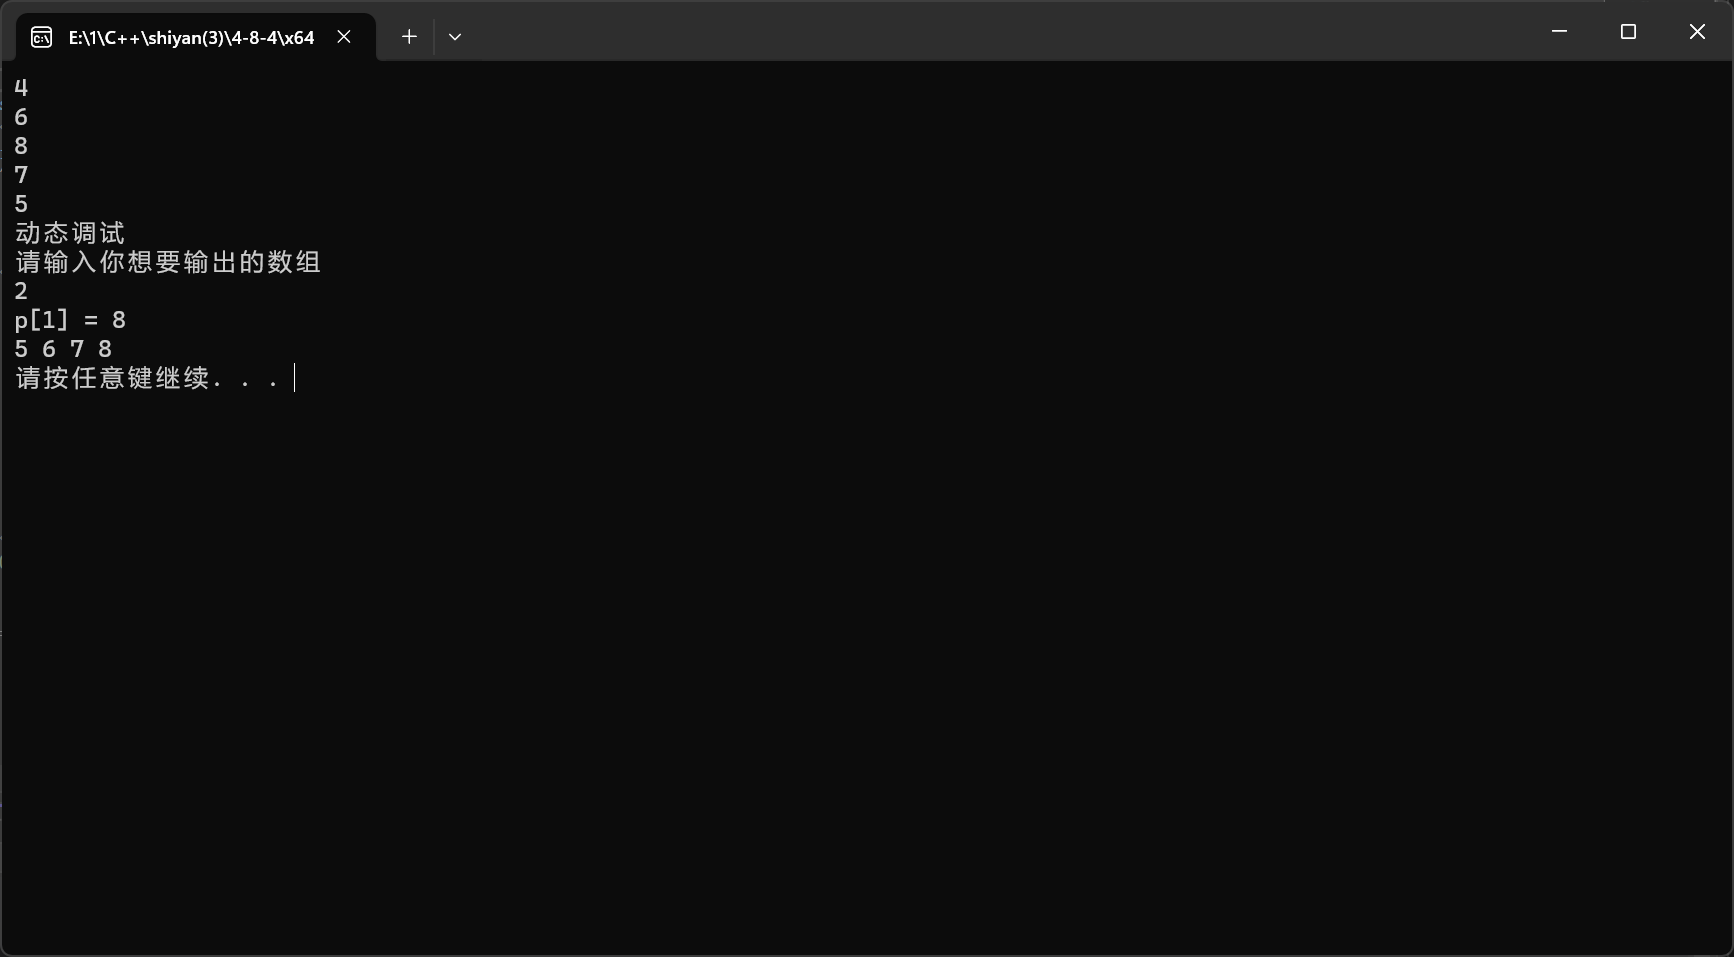 E:\1\C++\shiyan(3)\4-8-4\x64
4
6
8
7
5
动态调试
请输入你想要输出的数组
2
p[1] = 8
5 6 7 8
请按任意键继续. . .